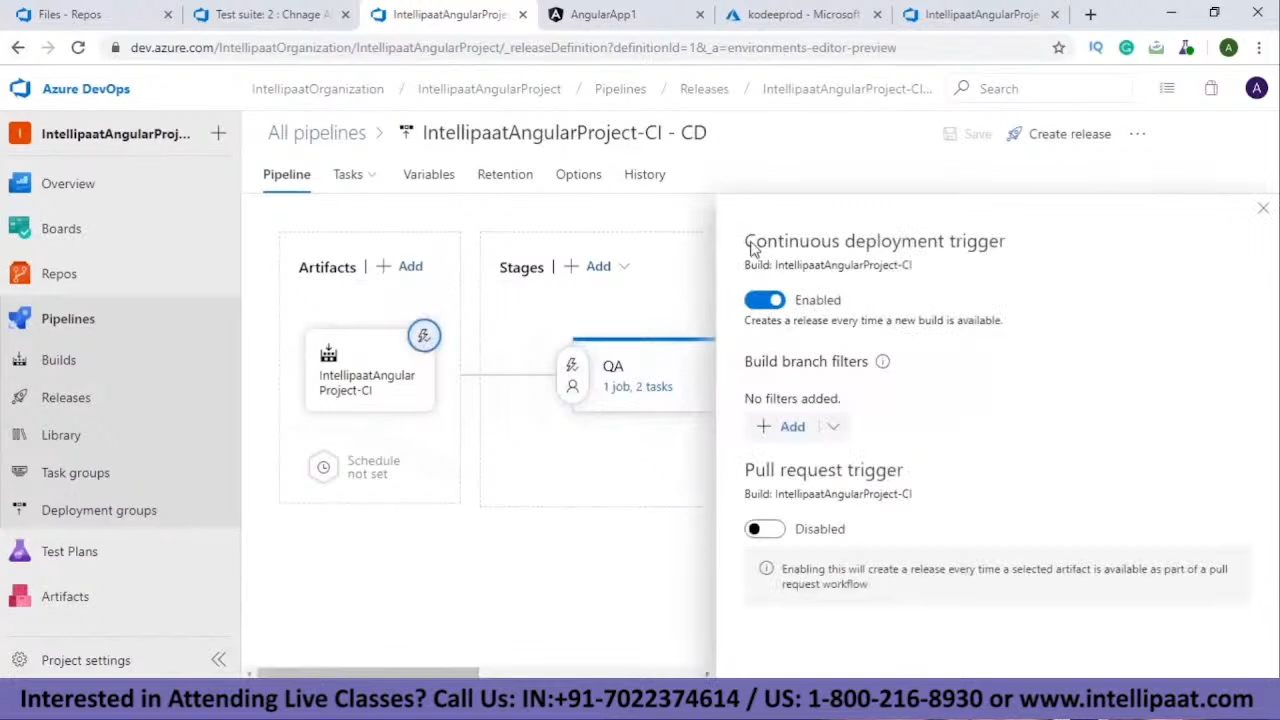 Files - Repos
Test suite: 2 : Chnage A
IntellipaatAngularProje
AngularApp1
kodeeprod - Microsoft
IntellipaatAngularProje
dev.azure.com/IntellipaatOrganization/IntellipaatAngularProject/_releaseDefinition?definitionId=1&_a=environments-editor-preview
IQ
A
Azure DevOps
IntellipaatOrganization / IntellipaatAngularProject / Pipelines / Releases / IntellipaatAngularProject-CI...
Search
A
I
IntellipaatAngularProj...
All pipelines > IntellipaatAngularProject-CI - CD
Save
Create release
Overview
Boards
Repos
Pipelines
Builds
Releases
Library
Task groups
Deployment groups
Test Plans
Artifacts
Project settings
Pipeline Tasks Variables Retention Options History
Artifacts | + Add
Stages | + Add
IntellipaatAngular
Project-CI
Schedule
not set
QA
1 job, 2 tasks
Continuous deployment trigger
Build: IntellipaatAngularProject-CI
Enabled
Creates a release every time a new build is available.
Build branch filters
No filters added.
+ Add
Pull request trigger
Build: IntellipaatAngularProject-CI
Disabled
Enabling this will create a release every time a selected artifact is available as part of a pull
request workflow
Interested in Attending Live Classes? Call Us: IN:+91-7022374614 / US: 1-800-216-8930 or www.intellipaat.com